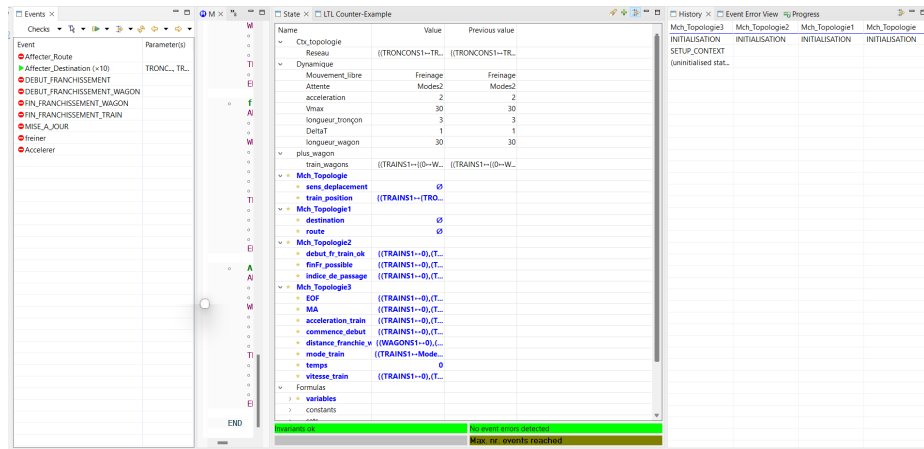 Events
Checks
Event Parameter(s)
Affecter_Route
Affecter_Destination (×10) TRONC... TR...
DEBUT_FRANCHISSEMENT
DEBUT_FRANCHISSEMENT_WAGON
FIN_FRANCHISSEMENT_WAGON
FIN_FRANCHISSEMENT_TRAIN
MISE_A_JOUR
freiner
Accelerer
M
END
State LTL Counter-Example
Name Value Previous value
Ctx_topologie
Reseau {(TRONCONS1↦TR... {(TRONCONS1↦TR...
Dynamique
Mouvement_libre Freinage Freinage
Attente Modes2 Modes2
acceleration 2 2
Vmax 30 30
longueur_tronçon 3 3
DeltaT 1 1
longueur_wagon 30 30
plus_wagon
train_wagons {(TRAINS1↦{(0↦W... {(TRAINS1↦{(0↦W...
Mch_Topologie
sens_deplacement ∅
train_position {(TRAINS1↦(TRO...
Mch_Topologie1
destination ∅
route ∅
Mch_Topologie2
debut_fr_train_ok {(TRAINS1↦0),(T...
finFr_possible {(TRAINS1↦0),(T...
indice_de_passage {(TRAINS1↦0),(T...
Mch_Topologie3
EOF {(TRAINS1↦0),(T...
MA {(TRAINS1↦0),(T...
acceleration_train {(TRAINS1↦0),(T...
commence_debut {(TRAINS1↦0),(T...
distance_franchie_w {(WAGONS1↦0),(...
mode_train {(TRAINS1↦Mode...
temps 0
vitesse_train {(TRAINS1↦0),(T...
Formulas
variables
constants
Invariants ok No event errors detected
Max. nr. events reached
History Event Error View Progress
Mch_Topologie3 Mch_Topologie2 Mch_Topologie1 Mch_Topologie
INITIALISATION INITIALISATION INITIALISATION INITIALISATION
SETUP_CONTEXT
(uninitialised stat...